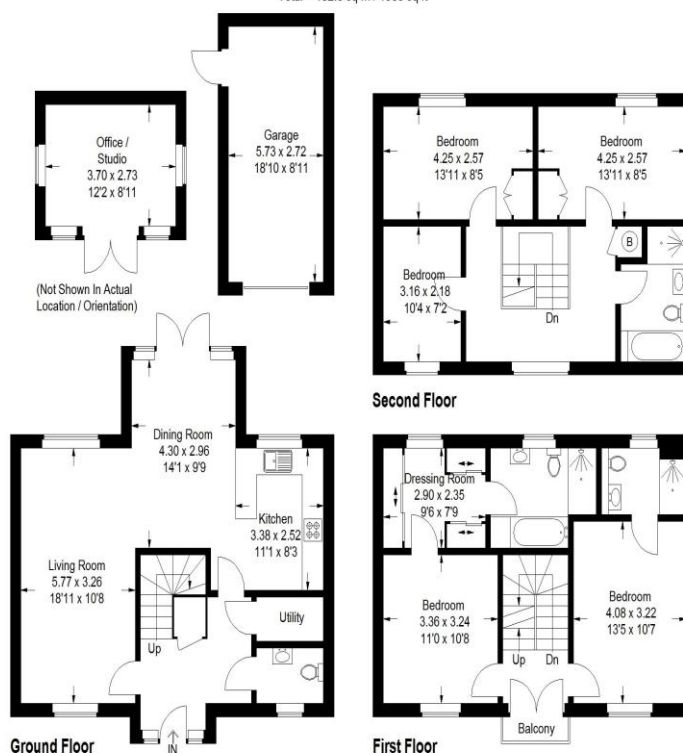 Office /
Studio
3.70 x 2.73
12'2 x 8'11
(Not Shown In Actual
Location / Orientation)
Garage
5.73 x 2.72
18'10 x 8'11
Bedroom
4.25 x 2.57
13'11 x 8'5
Bedroom
4.25 x 2.57
13'11 x 8'5
B
Bedroom
3.16 x 2.18
10'4 x 7'2
Dn
Second Floor
Dining Room
4.30 x 2.96
14'1 x 9'9
Kitchen
3.38 x 2.52
11'1 x 8'3
Living Room
5.77 x 3.26
18'11 x 10'8
Utility
Up
IN
Ground Floor
Dressing Room
2.90 x 2.35
9'6 x 7'9
Bedroom
3.36 x 3.24
11'0 x 10'8
Bedroom
4.08 x 3.22
13'5 x 10'7
Up
Dn
Balcony
First Floor